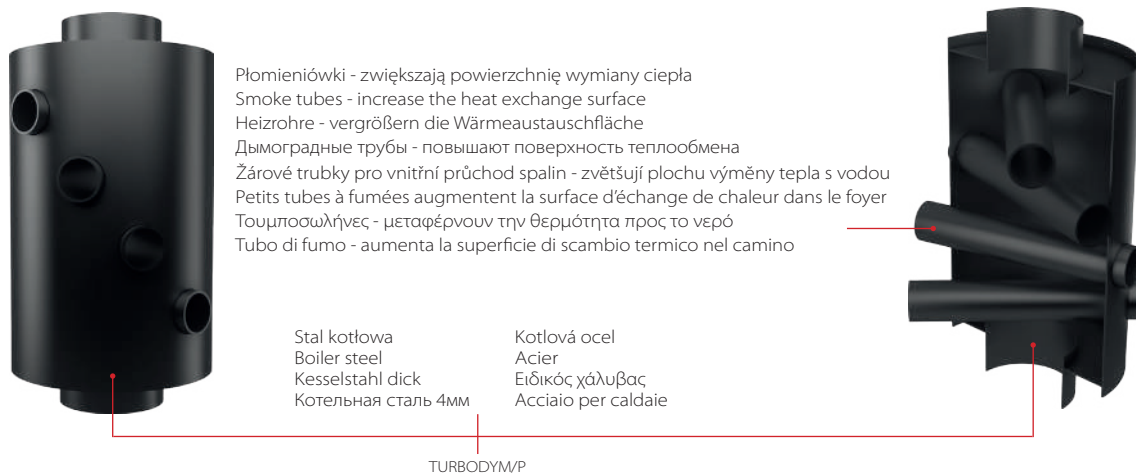 Płomieniówki - zwiększają powierzchnię wymiany ciepła
Smoke tubes - increase the heat exchange surface
Heizrohre - vergrößern die Wärmeaustauschfläche
Дымоградные трубы - повышают поверхность теплообмена
Žárové trubky pro vnitřní průchod spalin - zvětšují plochu výměny tepla s vodou
Petits tubes à fumées augmentent la surface d'échange de chaleur dans le foyer
Τουμποσωλήνες - μεταφέρνουν την θερμότητα προς το νερό
Tubo di fumo - aumenta la superficie di scambio termico nel camino
Stal kotłowa
Boiler steel
Kesselstahl dick
Котельная сталь 4мм
Kotlová ocel
Acier
Ειδικός χάλυβας
Acciaio per caldaie
TURBODYM/P